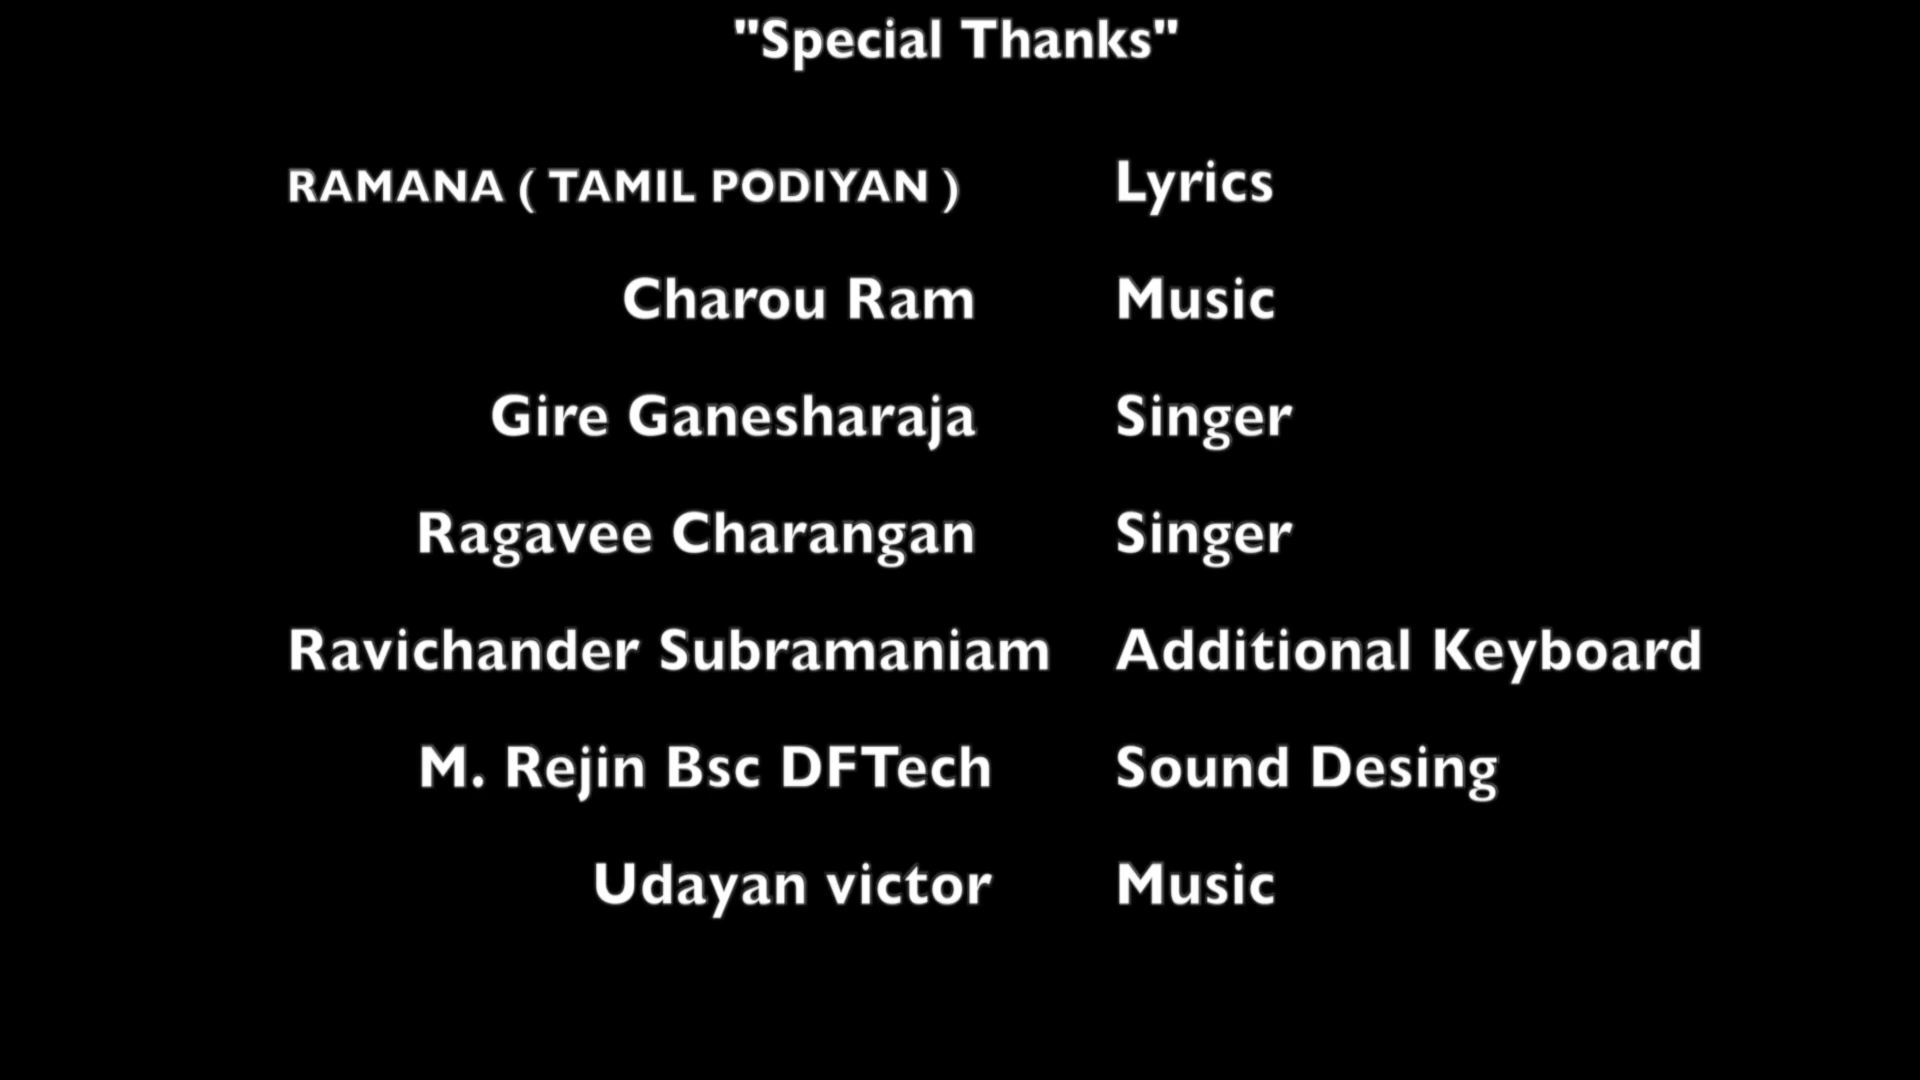 "Special Thanks"
RAMANA ( TAMIL PODIYAN ) Lyrics
Charou Ram Music
Gire Ganesharaja Singer
Ragavee Charangan Singer
Ravichander Subramaniam Additional Keyboard
M. Rejin Bsc DFTech Sound Desing
Udayan victor Music